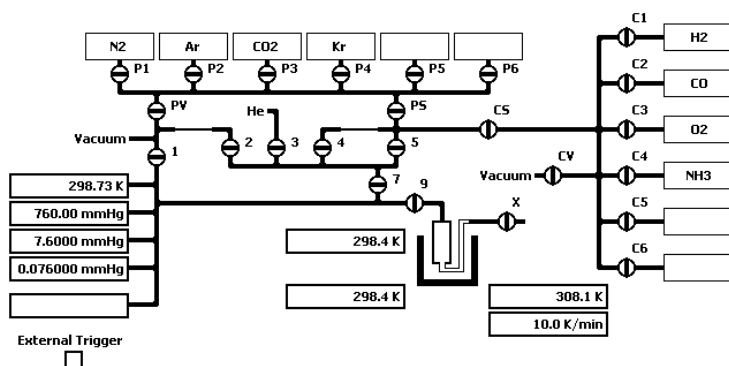 N2 Ar CO2 Kr
P1 P2 P3 P4 P5 P6
C1 H2
C2 CO
C3 O2
C4 NH3
C5
C6
PV He PS CS
Vacuum
1 2 3 4 5
Vacuum CV
7 9 X
298.73 K
760.00 mmHg
7.6000 mmHg
0.076000 mmHg
298.4 K
298.4 K
308.1 K
10.0 K/min
External Trigger